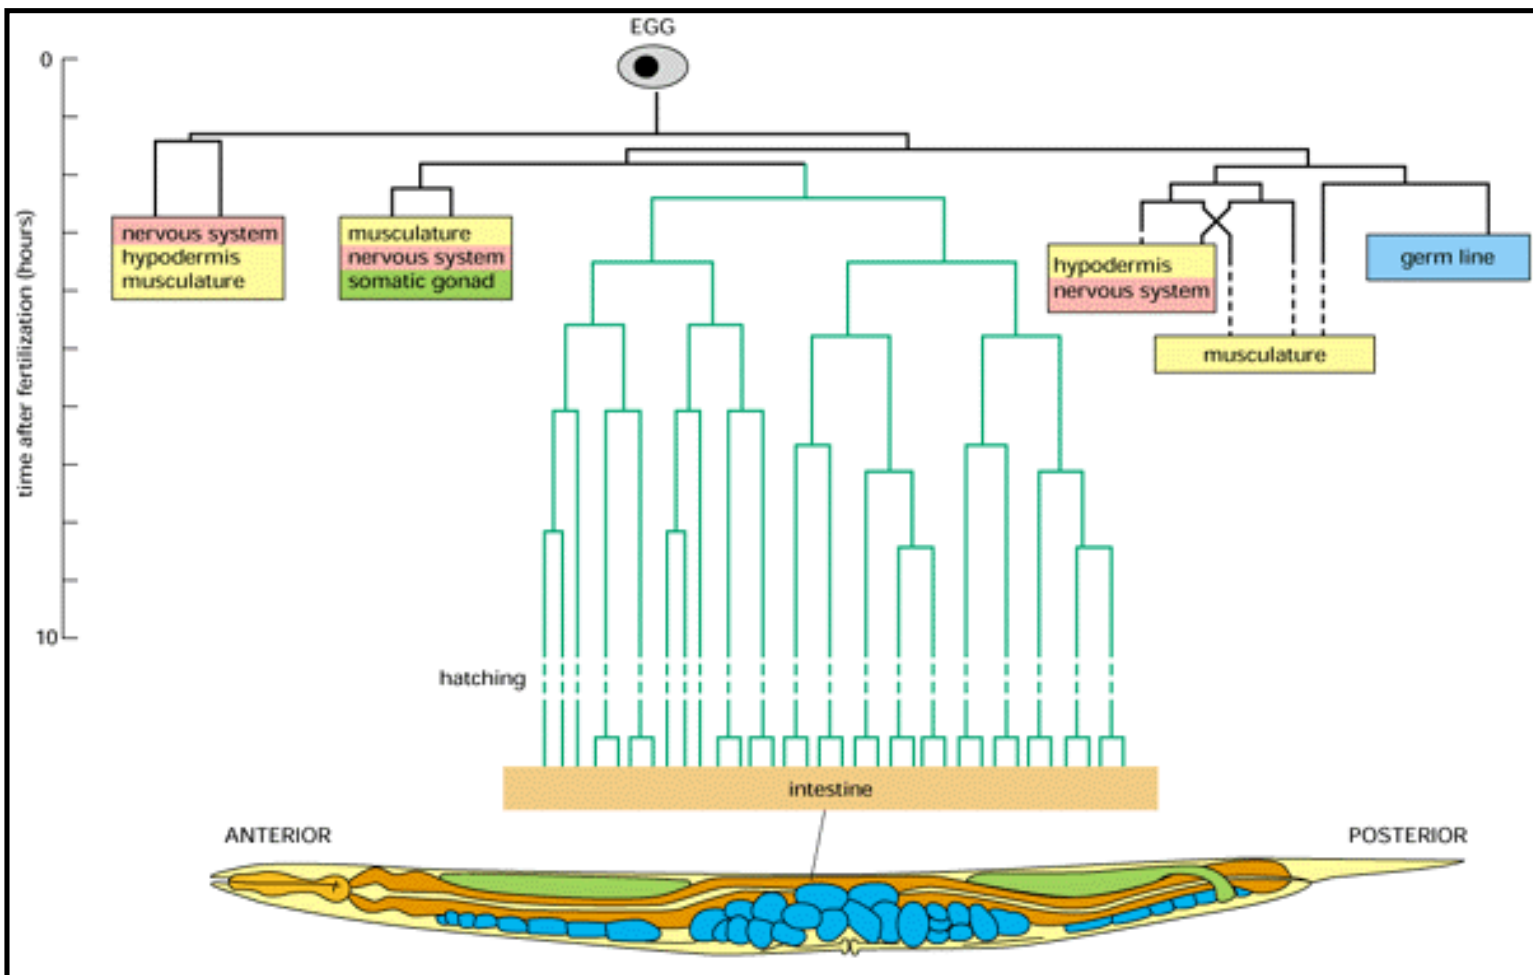 EGG
0
time after fertilization (hours)
10
nervous system
hypodermis
musculature
musculature
nervous system
somatic gonad
hypodermis
nervous system
germ line
musculature
hatching
intestine
ANTERIOR
POSTERIOR